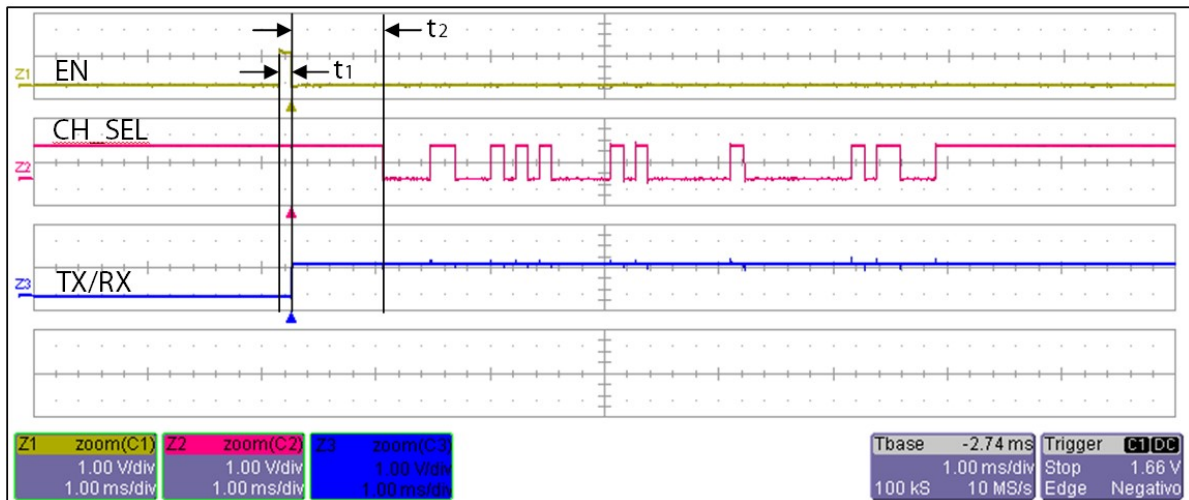 t2
Z1 EN t1
CH_SEL
Z2
TX/RX
Z3
Z1 zoom(C1) Z2 zoom(C2) Z3 zoom(C3) Tbase -2.74 ms Trigger C1 DC
1.00 V/div 1.00 V/div 1.00 V/div 1.00 ms/div Stop 1.66 V
1.00 ms/div 1.00 ms/div 1.00 ms/div 100 kS 10 MS/s Edge Negativo